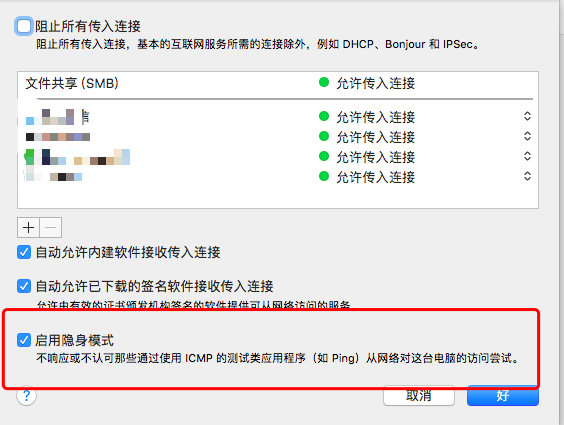 阻止所有传入连接
阻止所有传入连接，基本的互联网服务所需的连接除外，例如 DHCP、Bonjour 和 IPSec。
文件共享 (SMB) 允许传入连接
允许传入连接
允许传入连接
允许传入连接
允许传入连接
+ −
自动允许内建软件接收传入连接
自动允许已下载的签名软件接收传入连接
允许由有效的证书颁发机构签名的软件提供可从网络访问的服务。
启用隐身模式
不响应或不认可那些通过使用 ICMP 的测试类应用程序（如 Ping）从网络对这台电脑的访问尝试。
? 取消 好